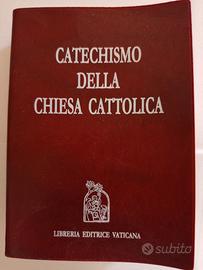 CATECHISMO
DELLA
CHIESA CATTOLICA
LIBRERIA EDITRICE VATICANA
subito